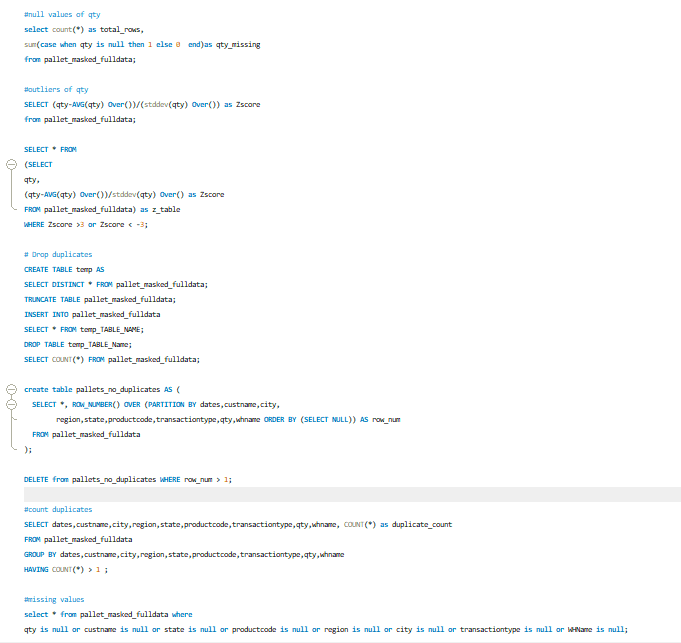 #null values of qty
select count(*) as total_rows,
sum(case when qty is null then 1 else 0  end)as qty_missing
from pallet_masked_fulldata;
#outliers of qty
SELECT (qty-AVG(qty) Over())/(stddev(qty) Over()) as Zscore
from pallet_masked_fulldata;
SELECT * FROM
(SELECT
qty,
(qty-AVG(qty) Over())/stddev(qty) Over() as Zscore
FROM pallet_masked_fulldata) as z_table
WHERE Zscore >3 or Zscore < -3;
# Drop duplicates
CREATE TABLE temp AS
SELECT DISTINCT * FROM pallet_masked_fulldata;
TRUNCATE TABLE pallet_masked_fulldata;
INSERT INTO pallet_masked_fulldata
SELECT * FROM temp_TABLE_NAME;
DROP TABLE temp_TABLE_Name;
SELECT COUNT(*) FROM pallet_masked_fulldata;
create table pallets_no_duplicates AS (
SELECT *, ROW_NUMBER() OVER (PARTITION BY dates,custname,city,
region,state,productcode,transactiontype,qty,whname ORDER BY (SELECT NULL)) AS row_num
FROM pallet_masked_fulldata
);
DELETE from pallets_no_duplicates WHERE row_num > 1;
#count duplicates
SELECT dates,custname,city,region,state,productcode,transactiontype,qty,whname, COUNT(*) as duplicate_count
FROM pallet_masked_fulldata
GROUP BY dates,custname,city,region,state,productcode,transactiontype,qty,whname
HAVING COUNT(*) > 1 ;
#missing values
select * from pallet_masked_fulldata where
qty is null or custname is null or state is null or productcode is null or region is null or city is null or transactiontype is null or WHName is null;